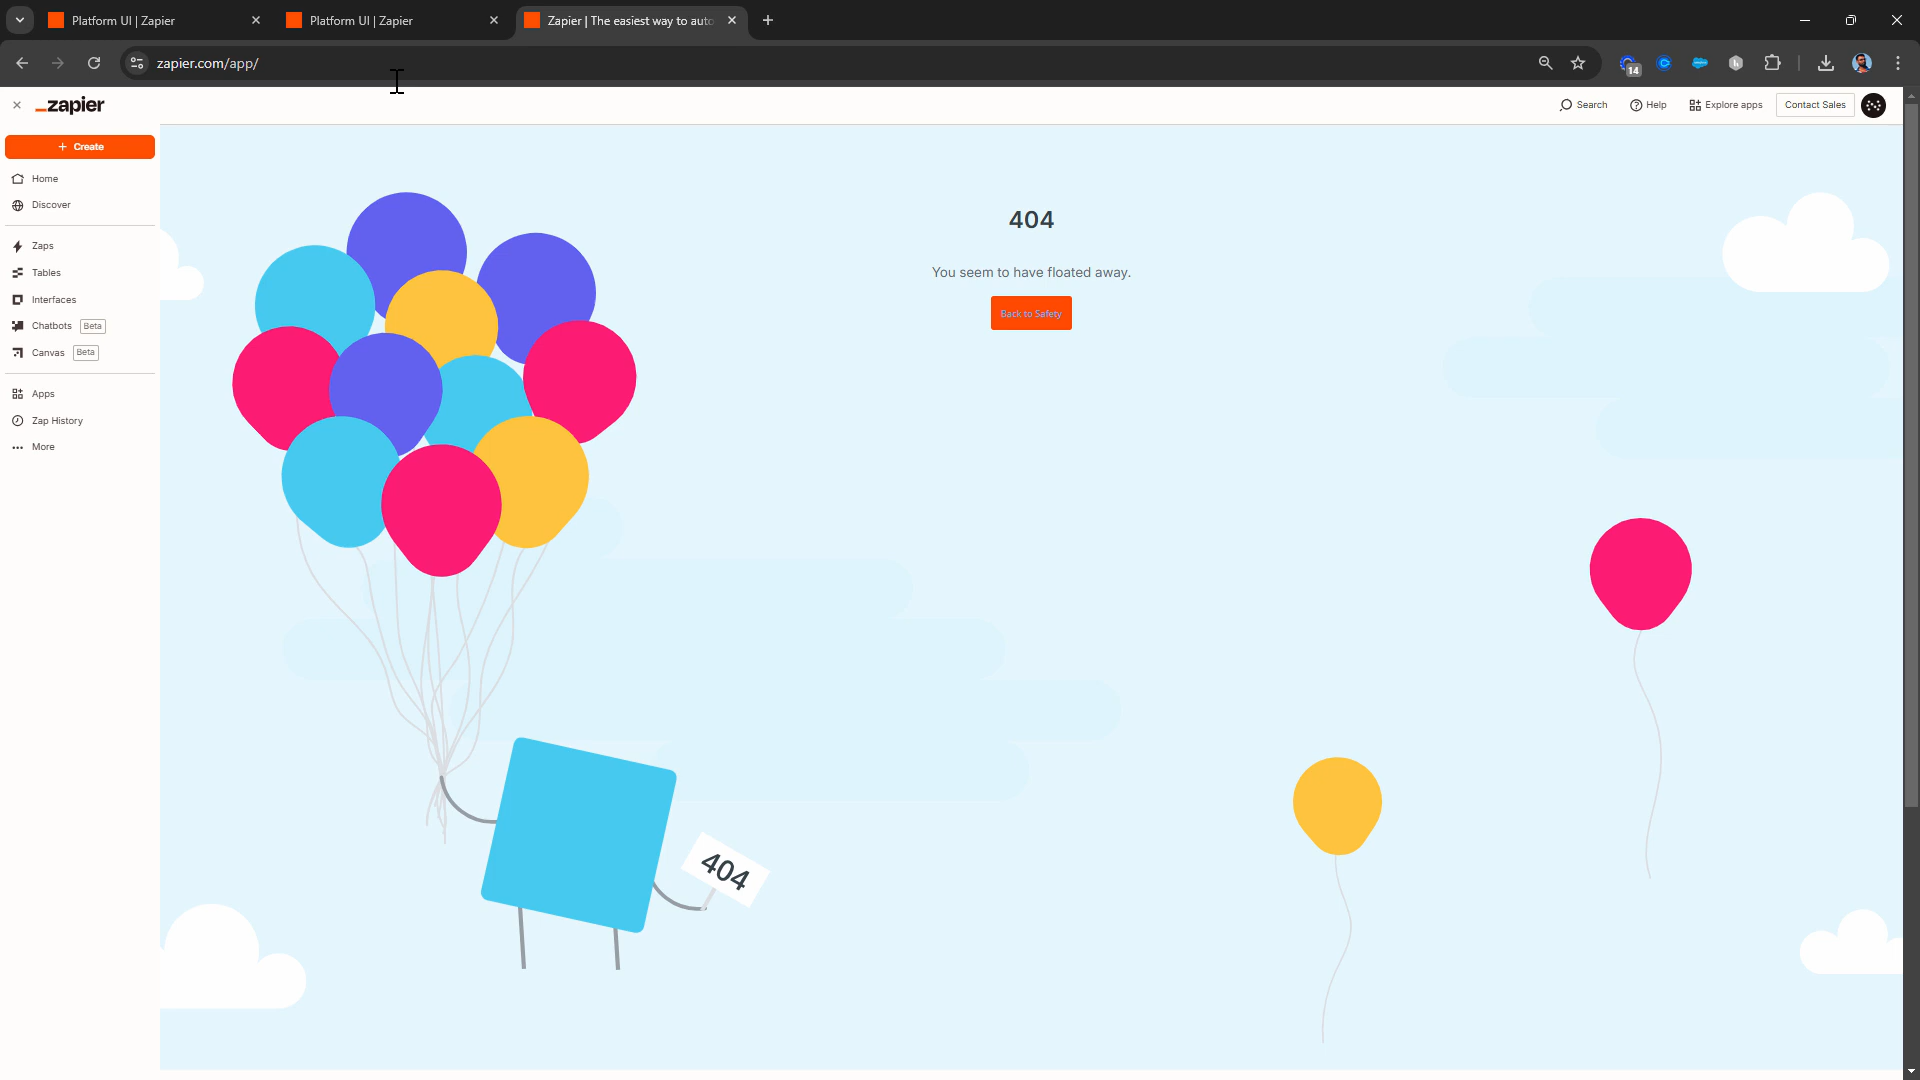 Platform UI | Zapier
Platform UI | Zapier
Zapier | The easiest way to auto
zapier.com/app/
14
_zapier
Search
Help
Explore apps
Contact Sales
+ Create
Home
Discover
Zaps
Tables
Interfaces
Chatbots Beta
Canvas Beta
Apps
Zap History
More
404
You seem to have floated away.
Back to Safety
404